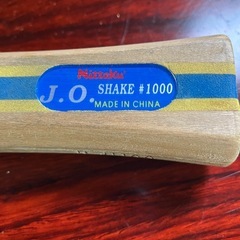 Nittaku
J.O. SHAKE #1000
MADE IN CHINA